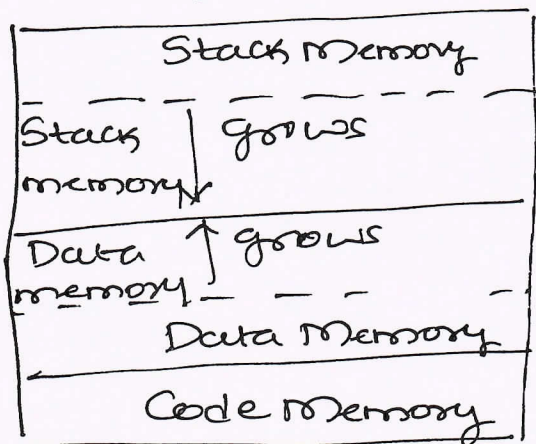 Stack Memory
Stack grows
memory
Data grows
memory
Data Memory
Code Memory